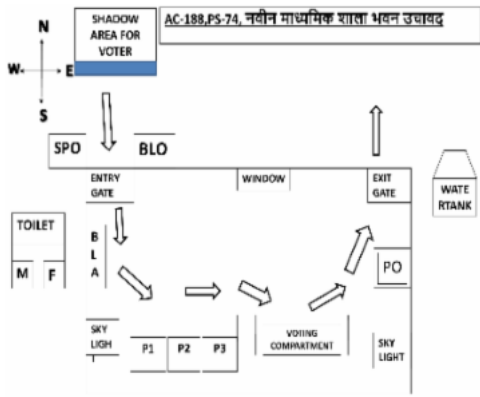 N
W E
S
SHADOW
AREA FOR
VOTER
AC-188,PS-74, नवीन माध्यमिक शाला भवन उचावद
SPO
BLO
ENTRY
GATE
WINDOW
EXIT
GATE
WATE
RTANK
TOILET
M F
B
L
A
PO
SKY
LIGH
T
P1 P2 P3
VOTING
COMPARTMENT
SKY
LIGHT